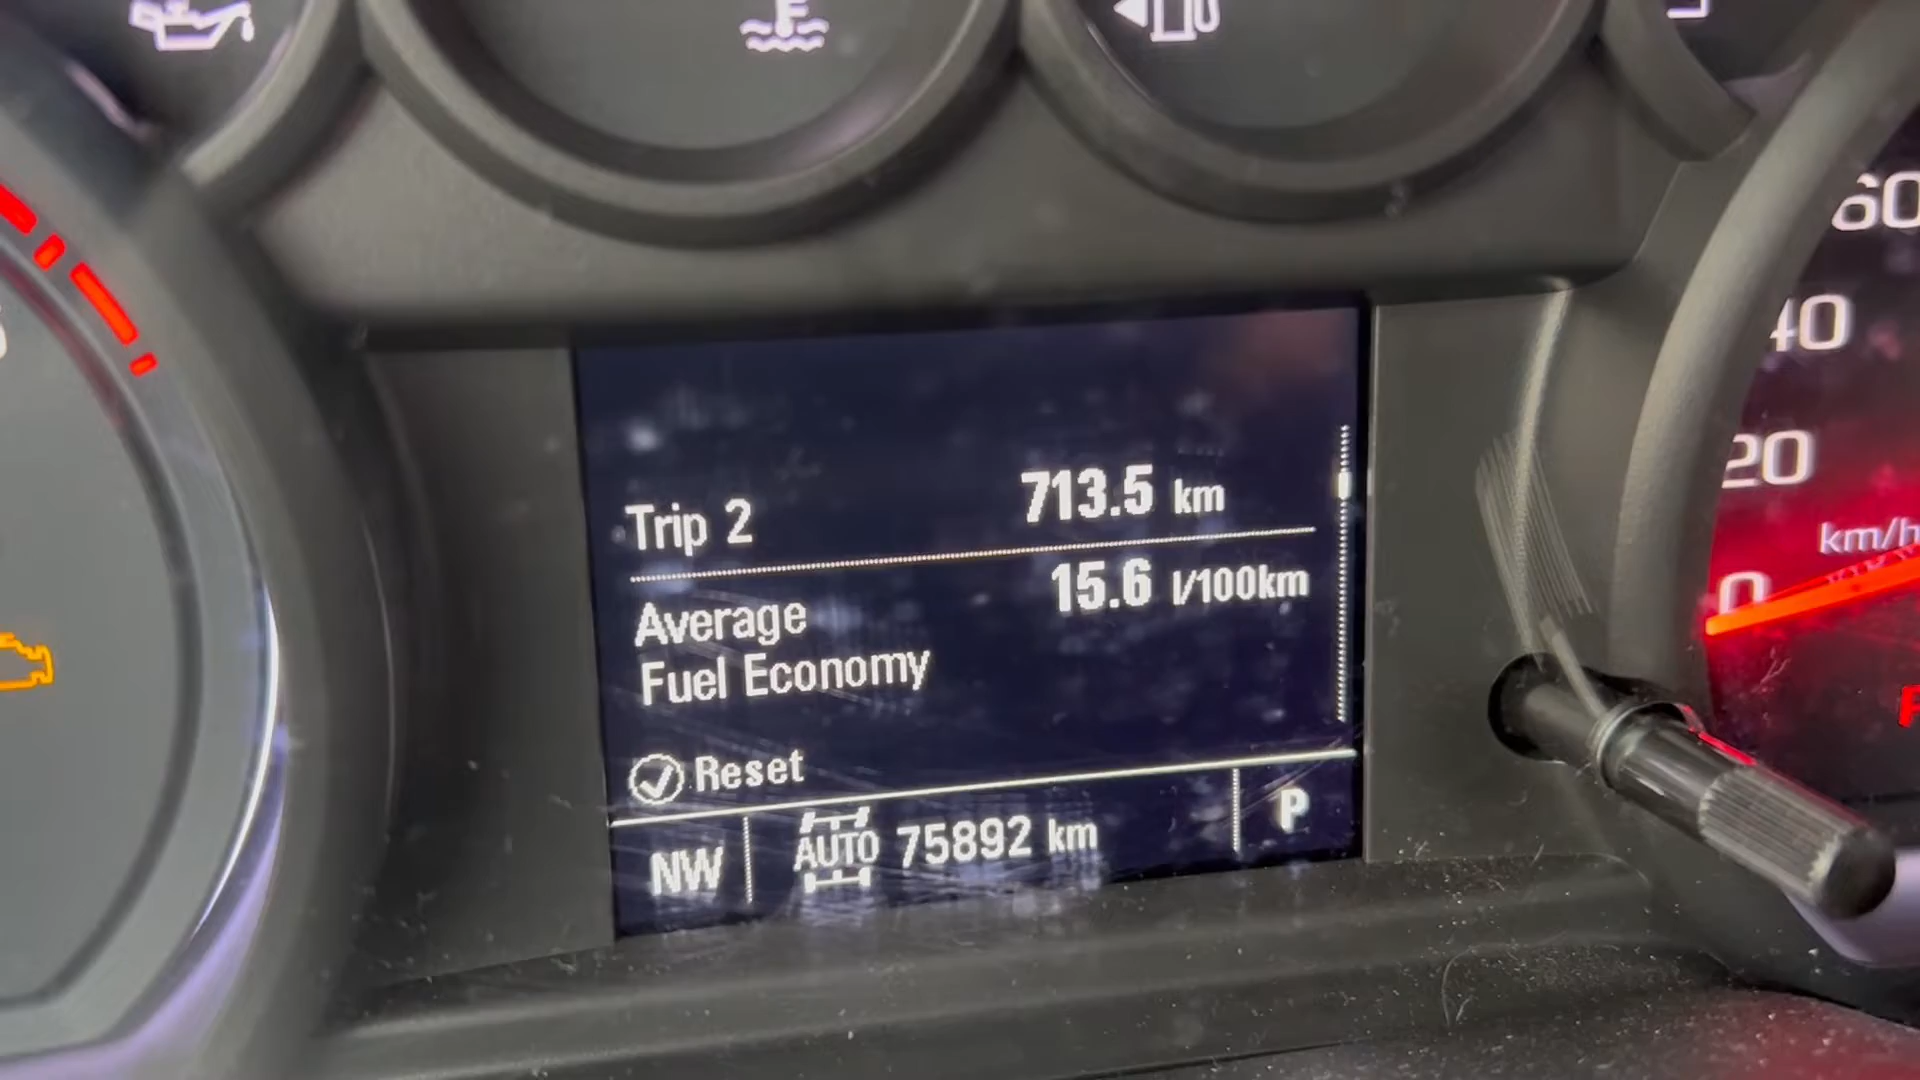 60
40
20
km/h
0
Trip 2 713.5 km
Average 15.6 l/100km
Fuel Economy
Reset
NW AUTO 75892 km P